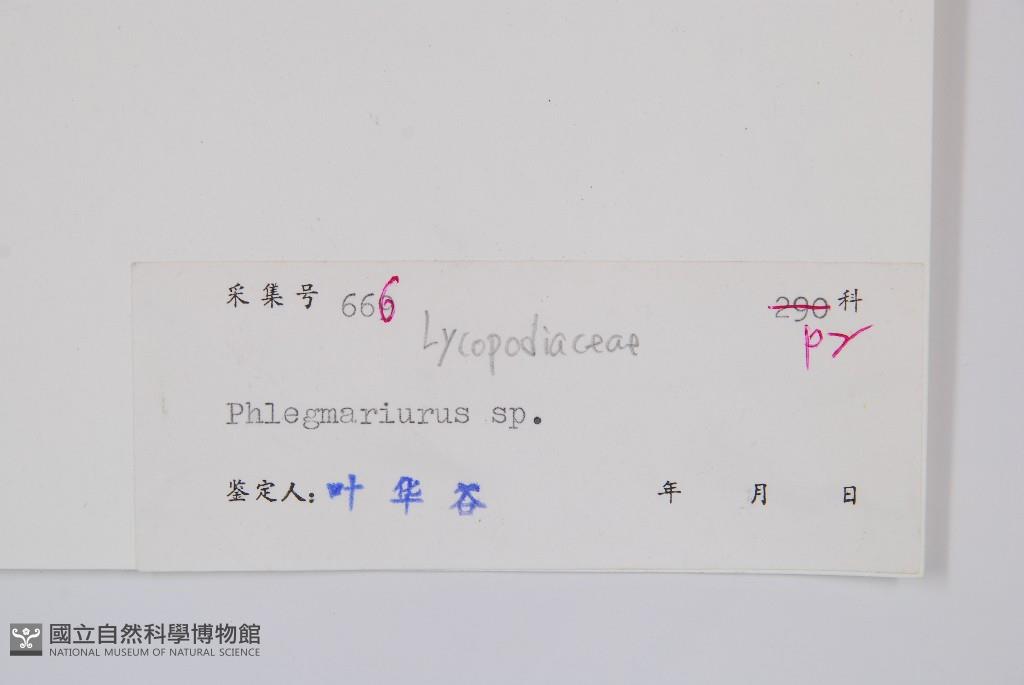 采集号 666 290 科
Lycopodiaceae
pr
Phlegmariurus sp.
鉴定人: 叶华谷 年 月 日
國立自然科學博物館
NATIONAL MUSEUM OF NATURAL SCIENCE